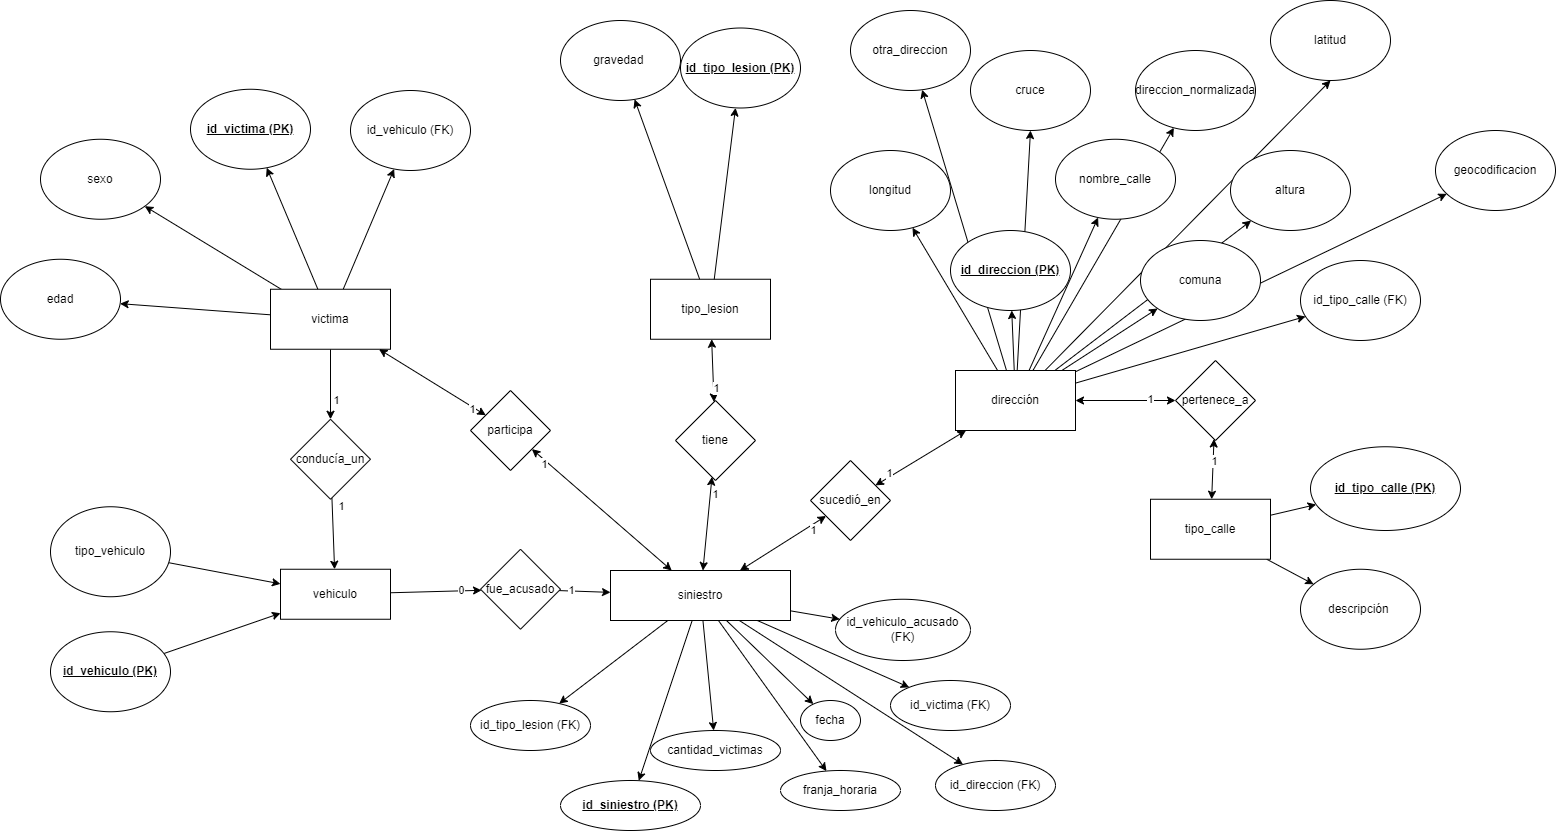 latitud
otra_direccion
gravedad
id_tipo_lesion (PK)
cruce
direccion_normalizada
id_victima (PK)
id_vehiculo (FK)
geocodificacion
sexo
nombre_calle
longitud
altura
id_direccion (PK)
comuna
edad
id_tipo_calle (FK)
tipo_lesion
victima
1
dirección
1
pertenece_a
1
1
participa
tiene
conducía_un
1
1
1
id_tipo_calle (PK)
1
sucedió_en
1
1
tipo_calle
tipo_vehiculo
vehiculo
0
fue_acusado
1
siniestro
descripción
id_vehiculo_acusado
(FK)
id_vehiculo (PK)
id_victima (FK)
id_tipo_lesion (FK)
fecha
cantidad_victimas
id_direccion (FK)
franja_horaria
id_siniestro (PK)